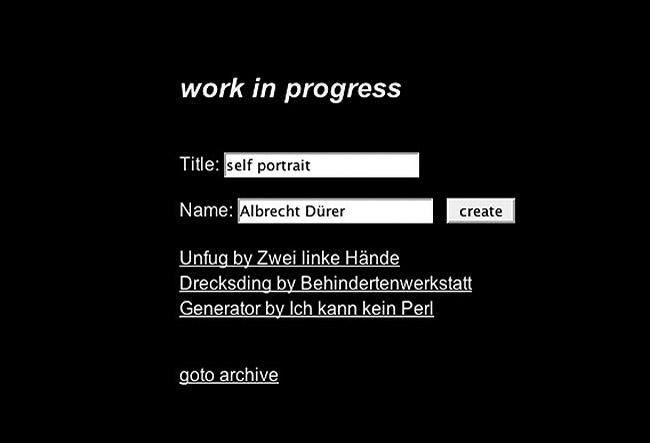 work in progress
Title: self portrait
Name: Albrecht Dürer create
Unfug by Zwei linke Hände
Drecksding by Behindertenwerkstatt
Generator by Ich kann kein Perl
goto archive